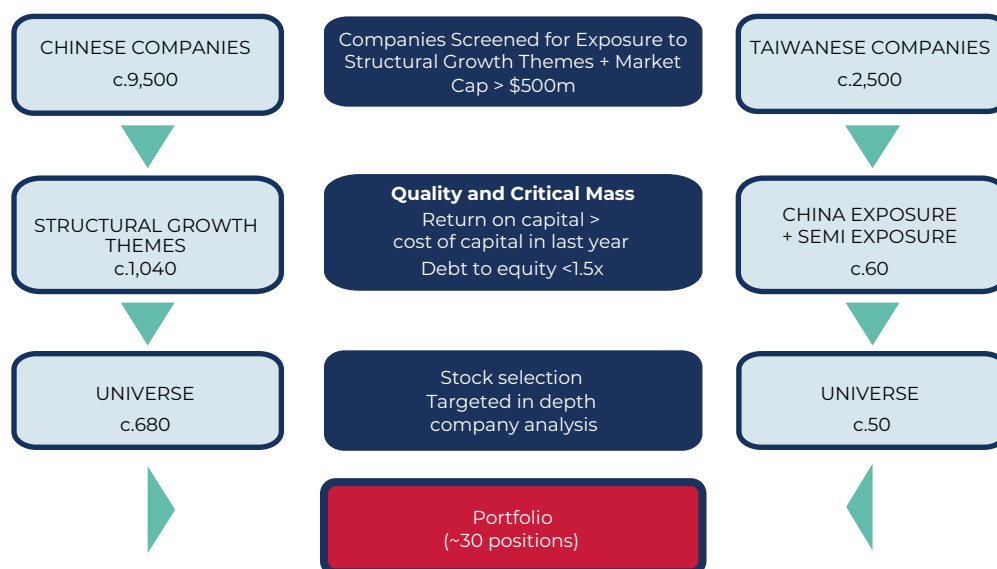 CHINESE COMPANIES
c.9,500
Companies Screened for Exposure to
Structural Growth Themes + Market
Cap > $500m
TAIWANESE COMPANIES
c.2,500
STRUCTURAL GROWTH
THEMES
c.1,040
Quality and Critical Mass
Return on capital >
cost of capital in last year
Debt to equity <1.5x
CHINA EXPOSURE
+ SEMI EXPOSURE
c.60
UNIVERSE
c.680
Stock selection
Targeted in depth
company analysis
UNIVERSE
c.50
Portfolio
(~30 positions)